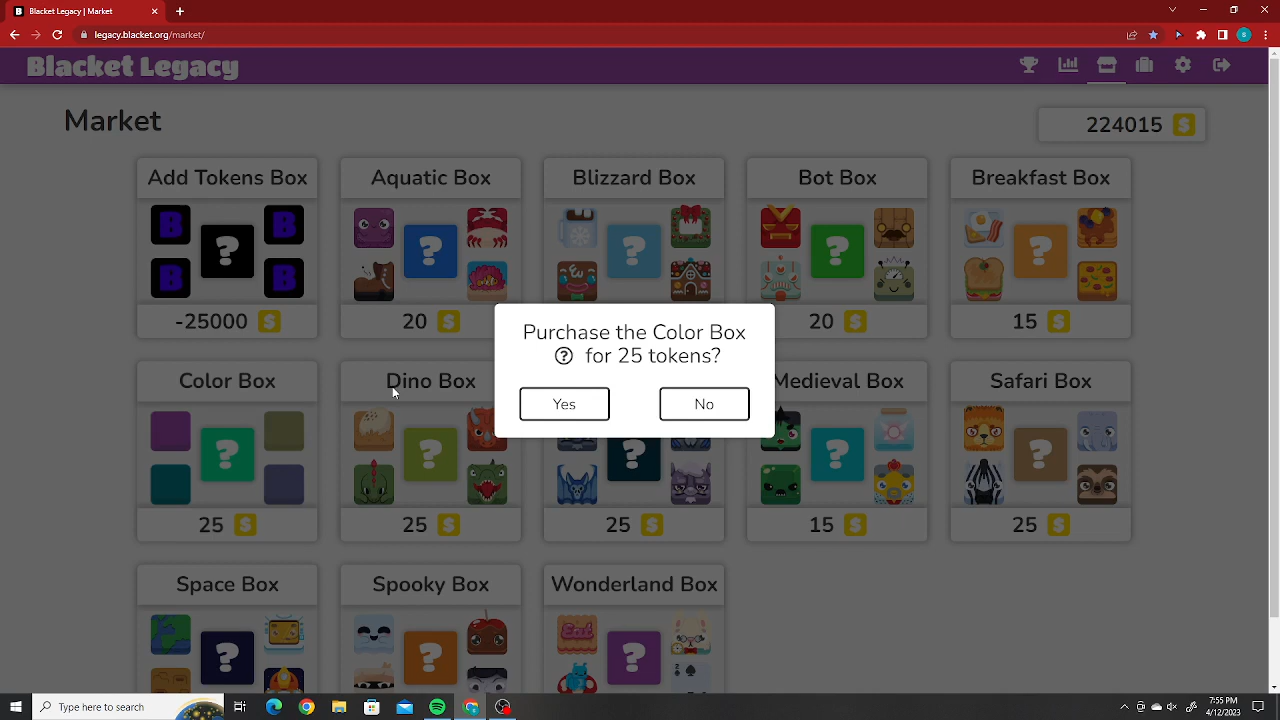 Blacket Legacy | Market
legacy.blacket.org/market/
Blacket Legacy
Market
224015
Add Tokens Box
Aquatic Box
Blizzard Box
Bot Box
Breakfast Box
B B ? B B
?
?
?
?
-25000
20
20
15
Purchase the Color Box
? for 25 tokens?
Yes
No
Color Box
Dino Box
Medieval Box
Safari Box
?
?
?
?
?
25
25
25
15
25
Space Box
Spooky Box
Wonderland Box
?
?
?
Type here to search
7:55 PM
4/12/2023